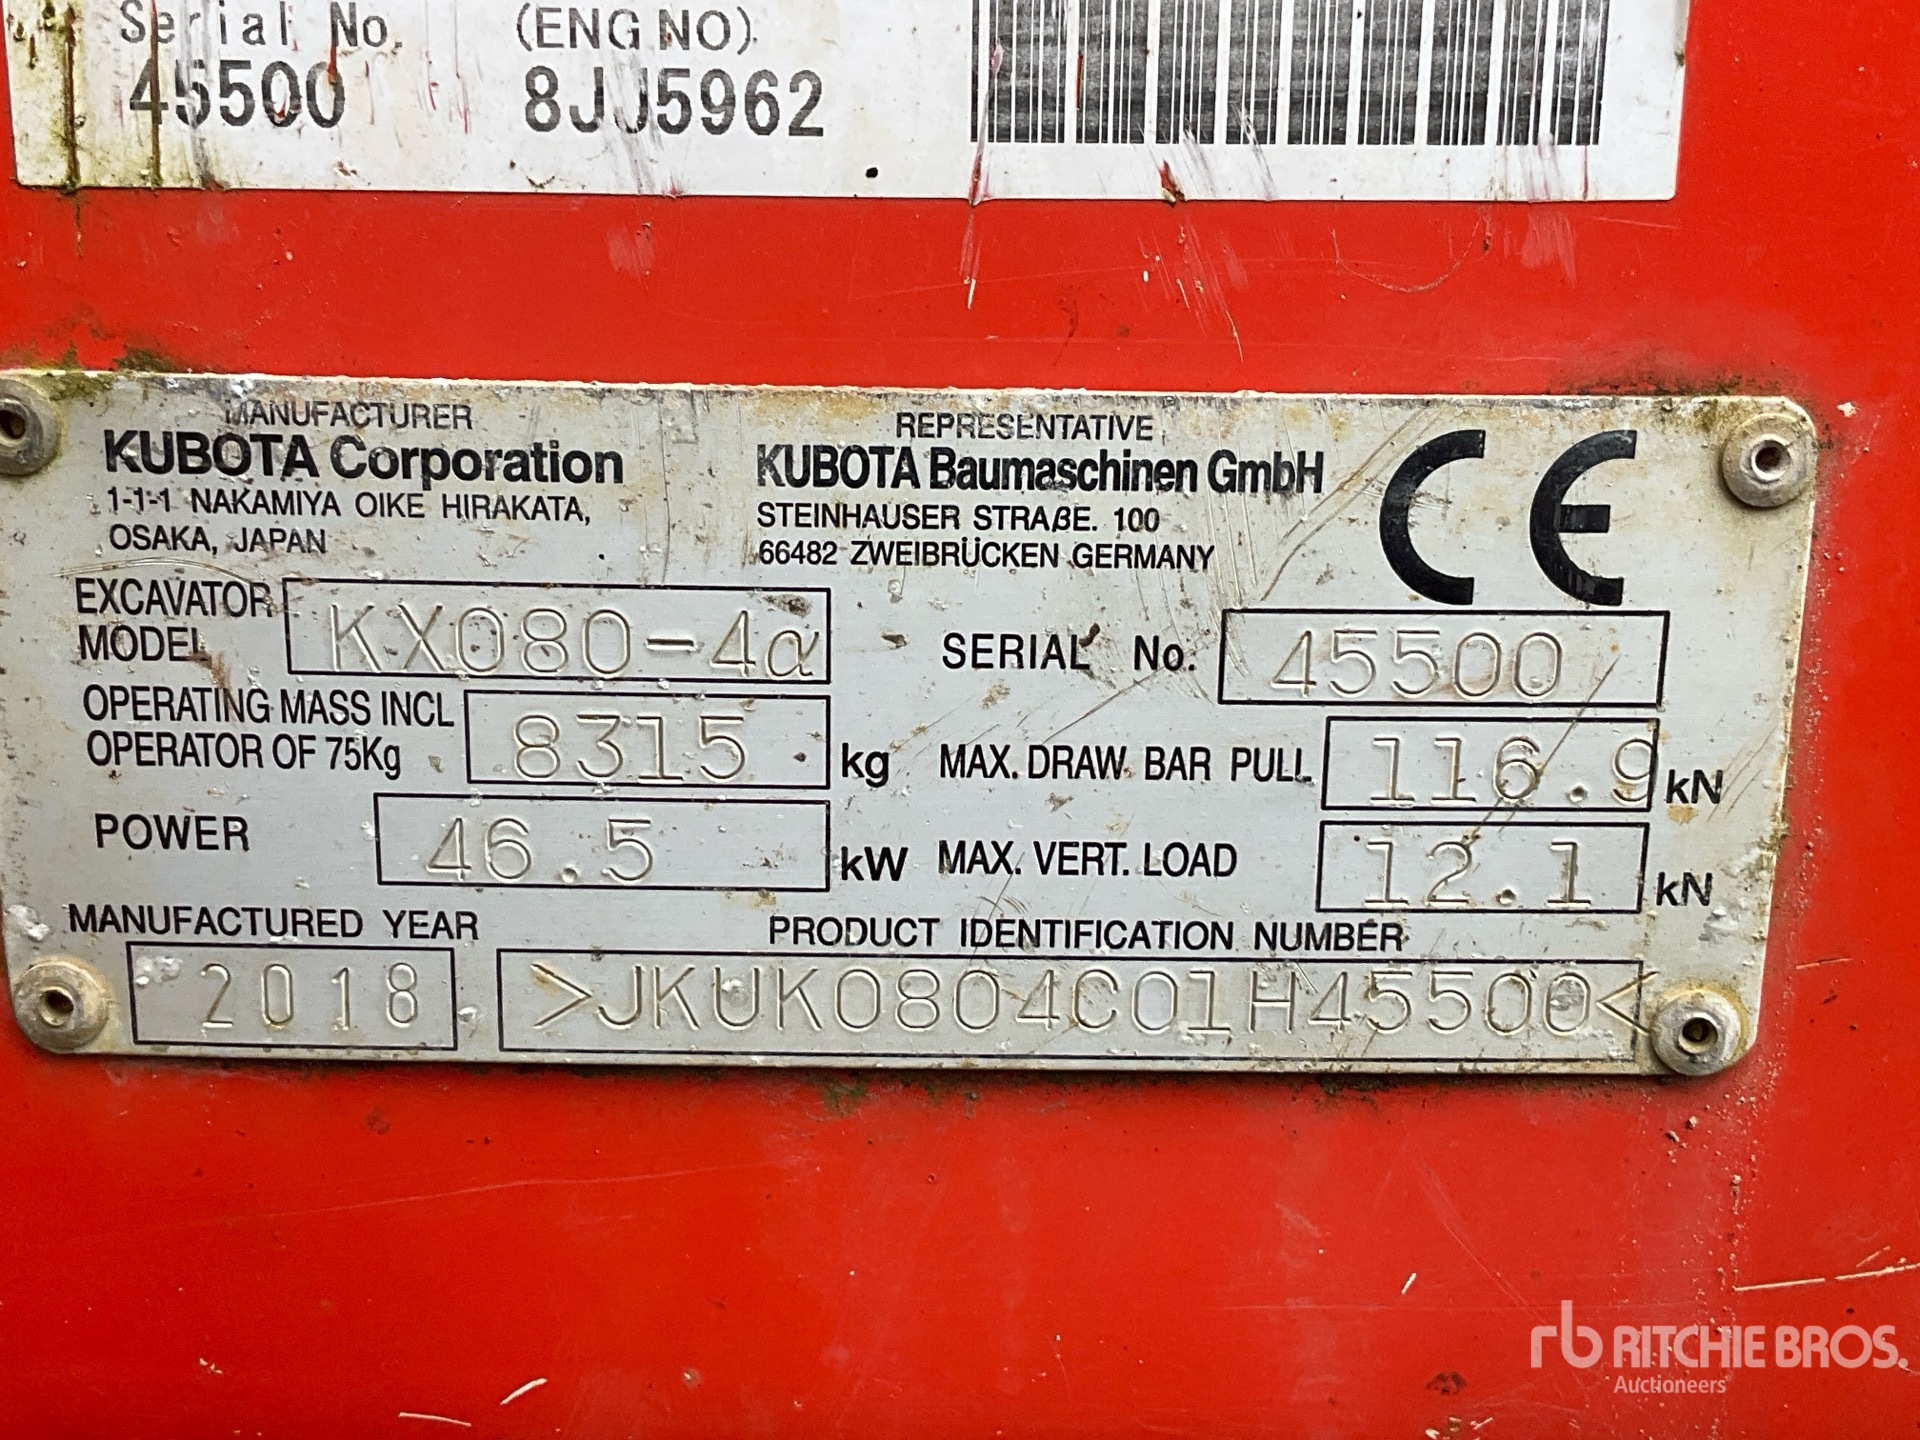 Serial No. (ENG NO)
45500 8JJ5962
MANUFACTURER
KUBOTA Corporation
1-1-1 NAKAMIYA OIKE HIRAKATA,
OSAKA, JAPAN
REPRESENTATIVE
KUBOTA Baumaschinen GmbH
STEINHAUSER STRAßE. 100
66482 ZWEIBRÜCKEN GERMANY
CE
EXCAVATOR
MODEL
KX080-4α
SERIAL No. 45500
OPERATING MASS INCL
OPERATOR OF 75Kg
8315 kg
MAX. DRAW BAR PULL 116.9 kN
POWER 46.5 kW
MAX. VERT. LOAD 12.1 kN
MANUFACTURED YEAR
2018
PRODUCT IDENTIFICATION NUMBER
>JKUK0804C01H45500<
rb RITCHIE BROS.
Auctioneers